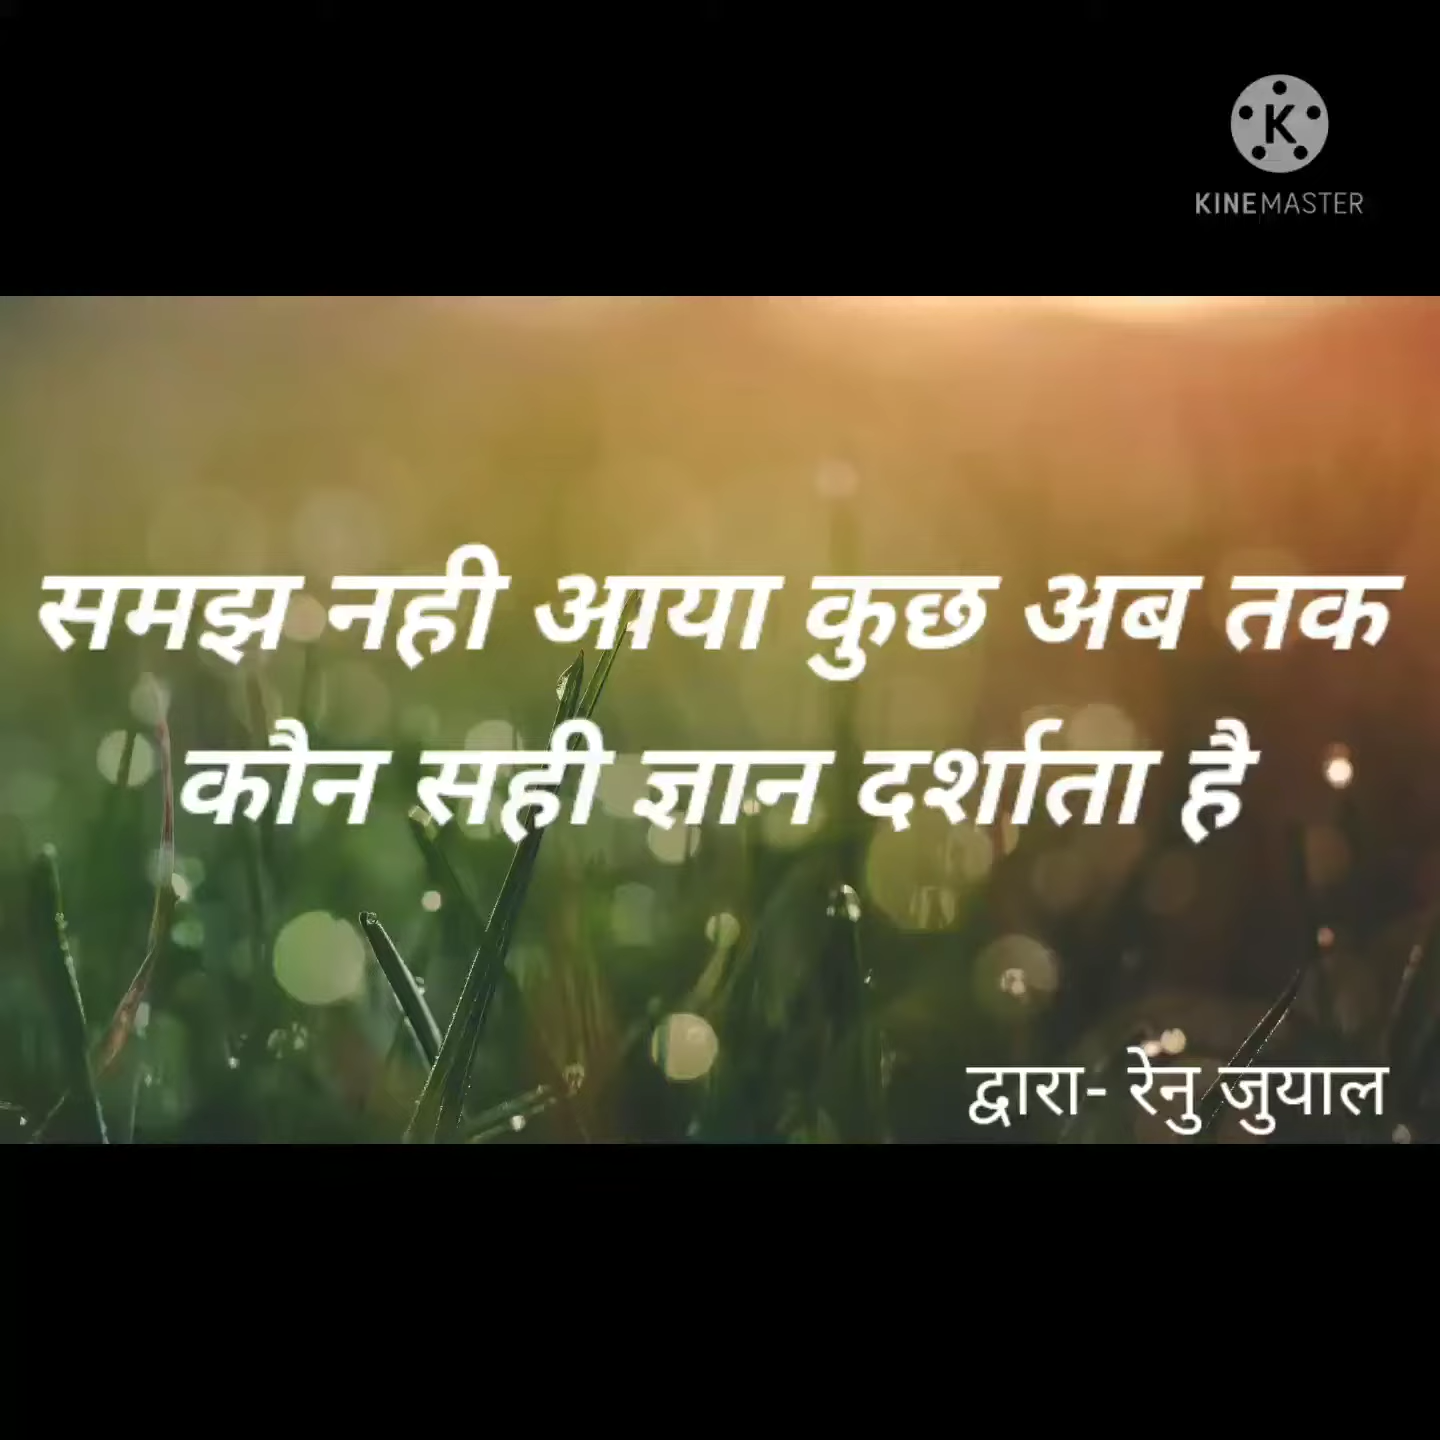 KINEMASTER
समझ नही आया कुछ अब तक
कौन सही ज्ञान दर्शाता है
द्वारा- रेनु जुयाल